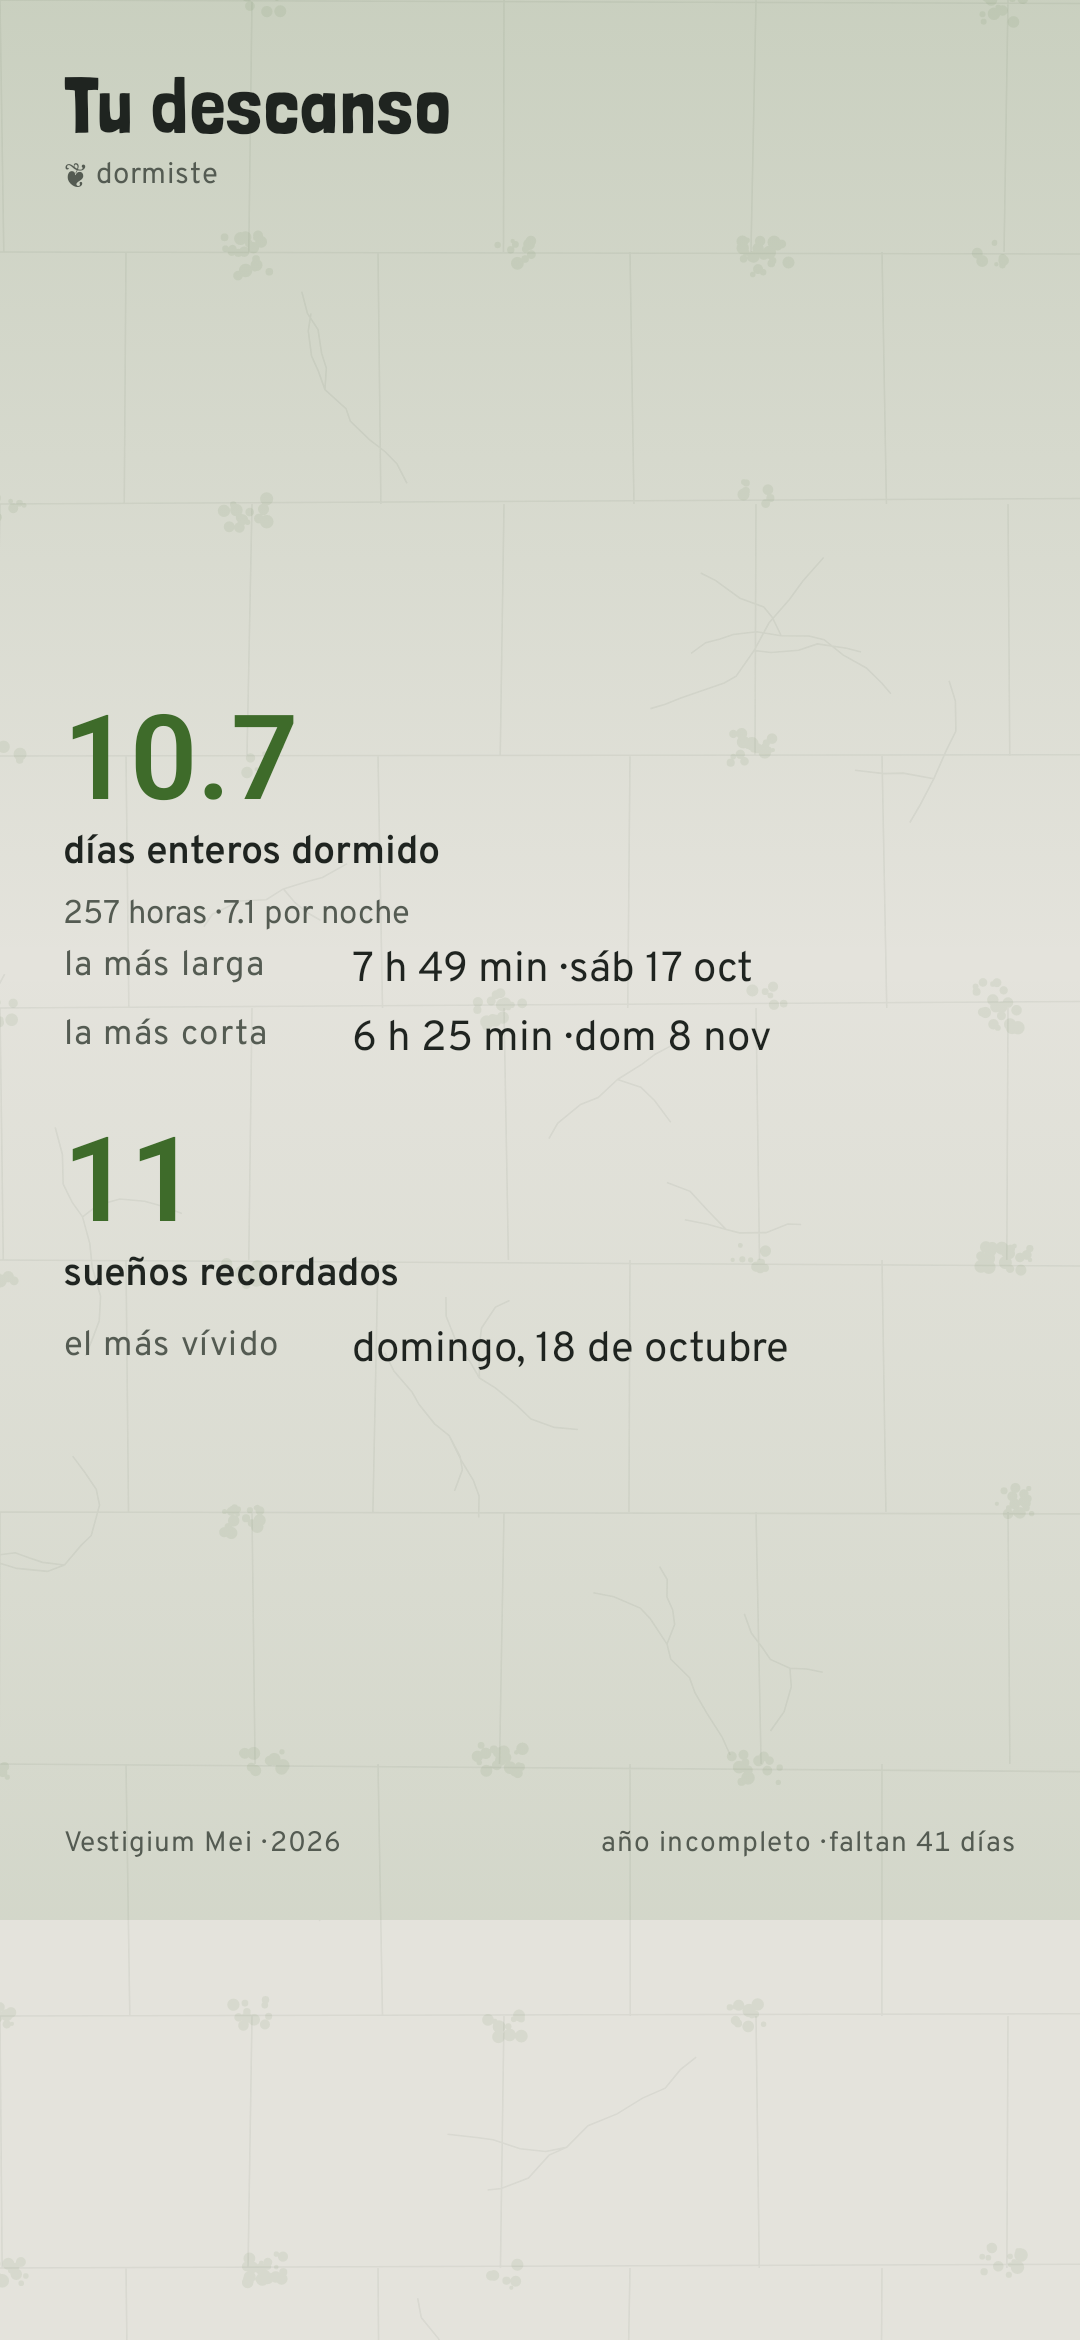 Tu descanso
❦ dormiste
10.7
días enteros dormido
257 horas · 7.1 por noche
la más larga 7 h 49 min · sáb 17 oct
la más corta 6 h 25 min · dom 8 nov
11
sueños recordados
el más vívido domingo, 18 de octubre
Vestigium Mei · 2026 año incompleto · faltan 41 días